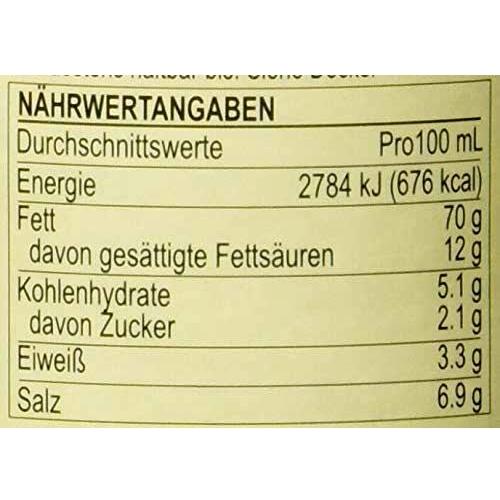 NÄHRWERTANGABEN
Durchschnittswerte Pro100 mL
Energie 2784 kJ (676 kcal)
Fett 70 g
davon gesättigte Fettsäuren 12 g
Kohlenhydrate 5.1 g
davon Zucker 2.1 g
Eiweiß 3.3 g
Salz 6.9 g